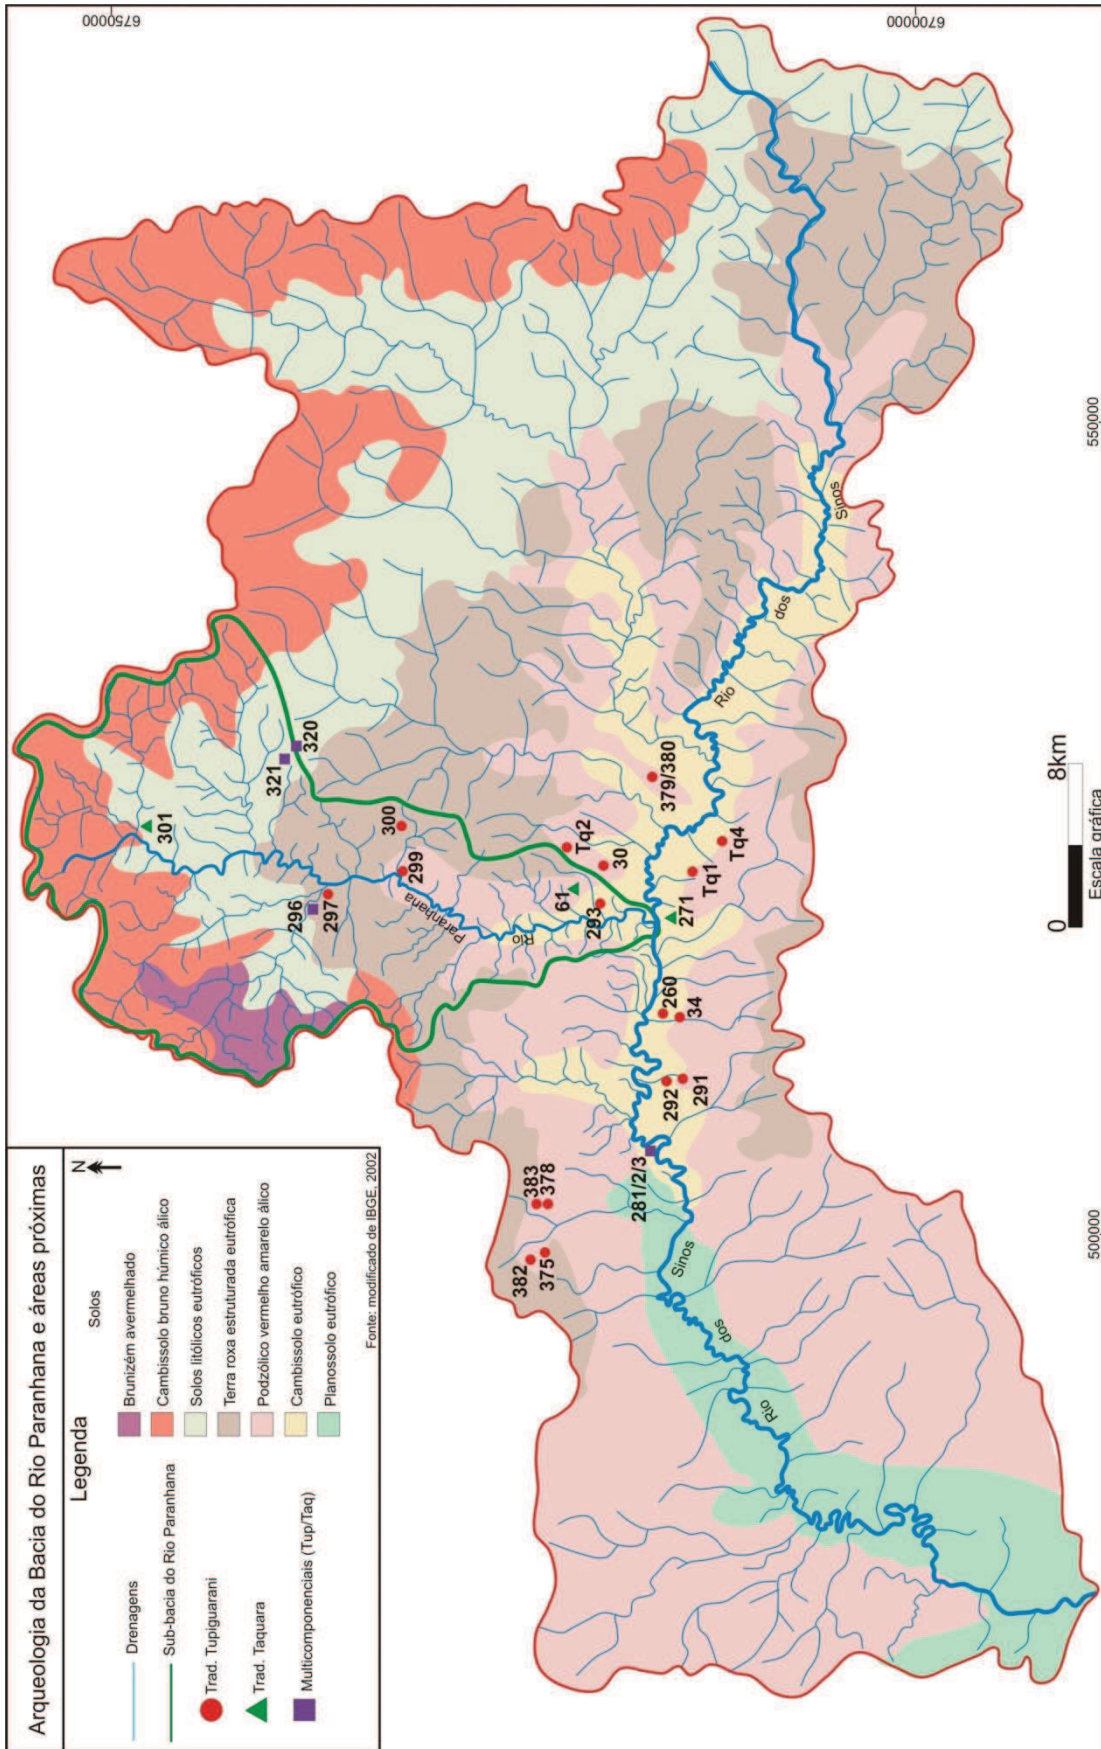 Arqueologia da Bacia do Rio Paranhana e áreas próximas
Legenda
Drenagens
Sub-bacia do Rio Paranhana
Trad. Tupiguarani
Trad. Taquara
Multicomponenciais (Tup/Taq)
Solos
N
Brunizém avermelhado
Cambissolo bruno húmico álico
Solos litólicos eutróficos
Terra roxa estruturada eutrófica
Podzólico vermelho amarelo álico
Cambissolo eutrófico
Planossolo eutrófico
Fonte: modificado de IBGE, 2002
6750000
6700000
500000
550000
301
321
320
296
297
300
299
Paranhana
Rio
Tq2
61
30
293
379/380
271
Tq1
Tq4
260
34
292
291
281/2/3
383
378
382
375
Rio
dos
Sinos
Rio
dos
Sinos
0
8km
Escala gráfica